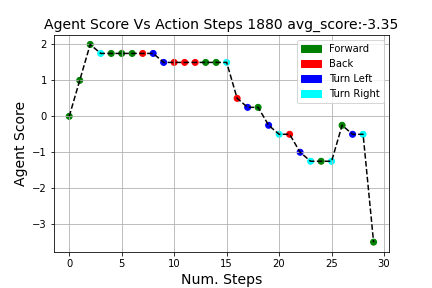 Agent Score Vs Action Steps 1880 avg_score:-3.35
Forward
Back
Turn Left
Turn Right
Agent Score
2
1
0
−1
−2
−3
0 5 10 15 20 25 30
Num. Steps